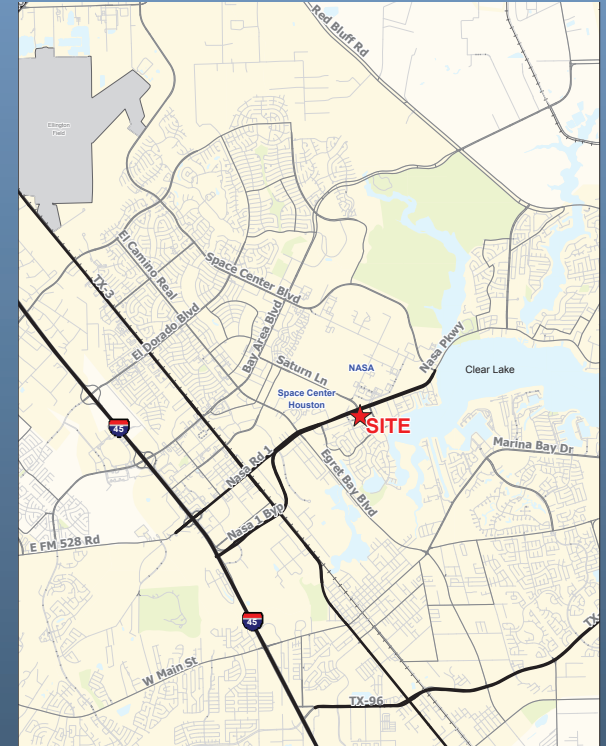 Red Bluff Rd
Ellington
Field
El Camino Real
Space Center Blvd
TX-3
El Dorado Blvd
Bay Area Blvd
Nasa Pkwy
Saturn Ln
NASA
Clear Lake
Space Center
Houston
SITE
45
Marina Bay Dr
Egret Bay Blvd
Nasa Rd 1
Nasa 1 Byp
E FM 528 Rd
45
W Main St
TX-96